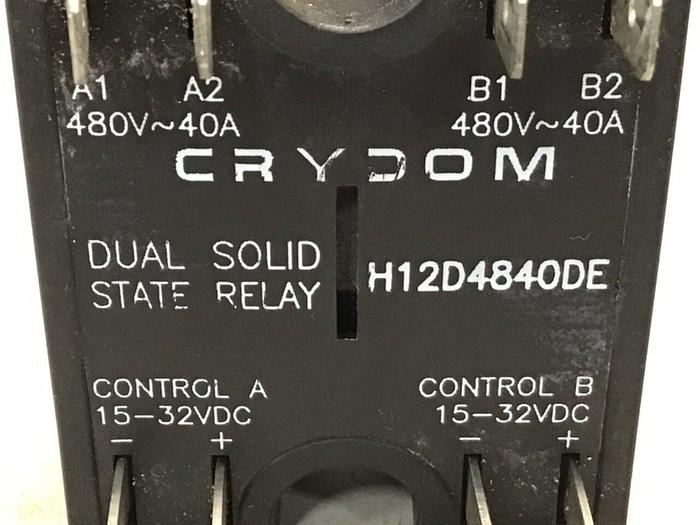 A1 A2 B1 B2
480V~40A 480V~40A
CRYDOM
DUAL SOLID
STATE RELAY
H12D4840DE
CONTROL A CONTROL B
15-32VDC 15-32VDC
- + - +